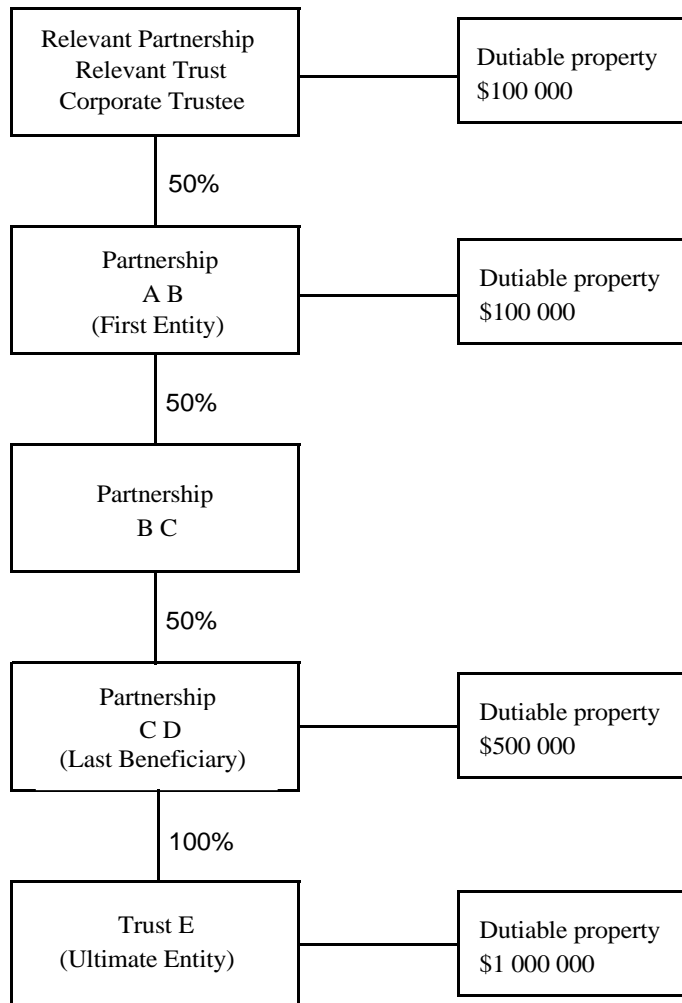 Relevant Partnership
Relevant Trust
Corporate Trustee
Dutiable property
$100 000
50%
Partnership
A B
(First Entity)
Dutiable property
$100 000
50%
Partnership
B C
50%
Partnership
C D
(Last Beneficiary)
Dutiable property
$500 000
100%
Trust E
(Ultimate Entity)
Dutiable property
$1 000 000